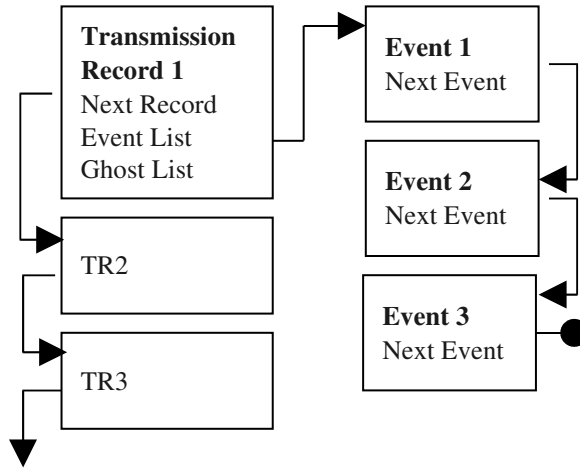 Transmission
Record 1
Next Record
Event List
Ghost List
TR2
TR3
Event 1
Next Event
Event 2
Next Event
Event 3
Next Event